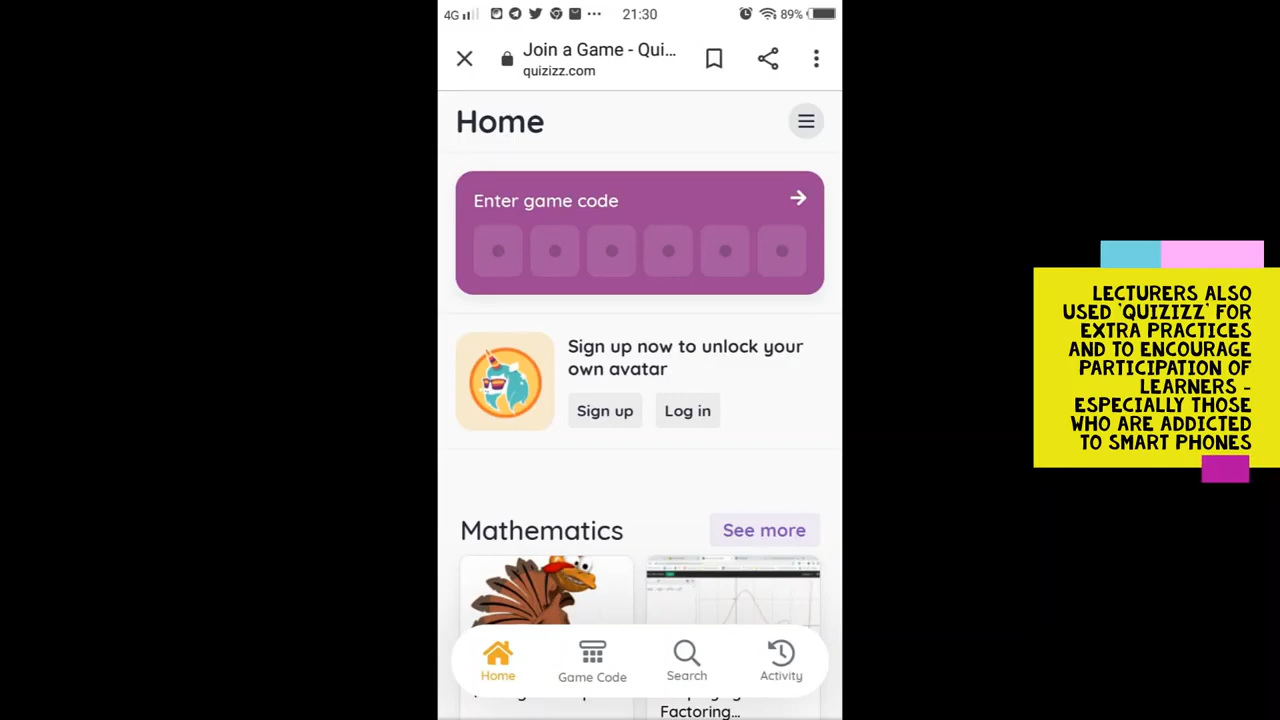 4G
21:30
89%
Join a Game - Qui...
quizizz.com
Home
Enter game code
Sign up now to unlock your
own avatar
Sign up
Log in
Mathematics
See more
Factoring...
Home
Game Code
Search
Activity
LECTURERS ALSO
USED 'QUIZIZZ' FOR
EXTRA PRACTICES
AND TO ENCOURAGE
PARTICIPATION OF
LEARNERS -
ESPECIALLY THOSE
WHO ARE ADDICTED
TO SMART PHONES